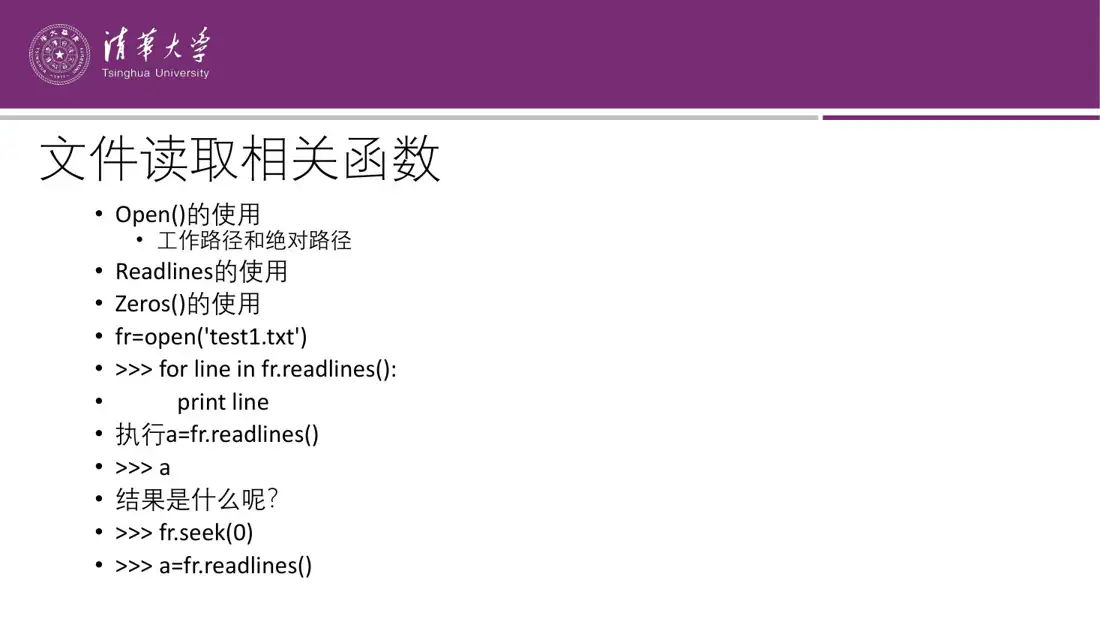 清华大学
Tsinghua University
文件读取相关函数
• Open()的使用
• 工作路径和绝对路径
• Readlines的使用
• Zeros()的使用
• fr=open('test1.txt')
• >>> for line in fr.readlines():
• print line
• 执行a=fr.readlines()
• >>> a
• 结果是什么呢?
• >>> fr.seek(0)
• >>> a=fr.readlines()